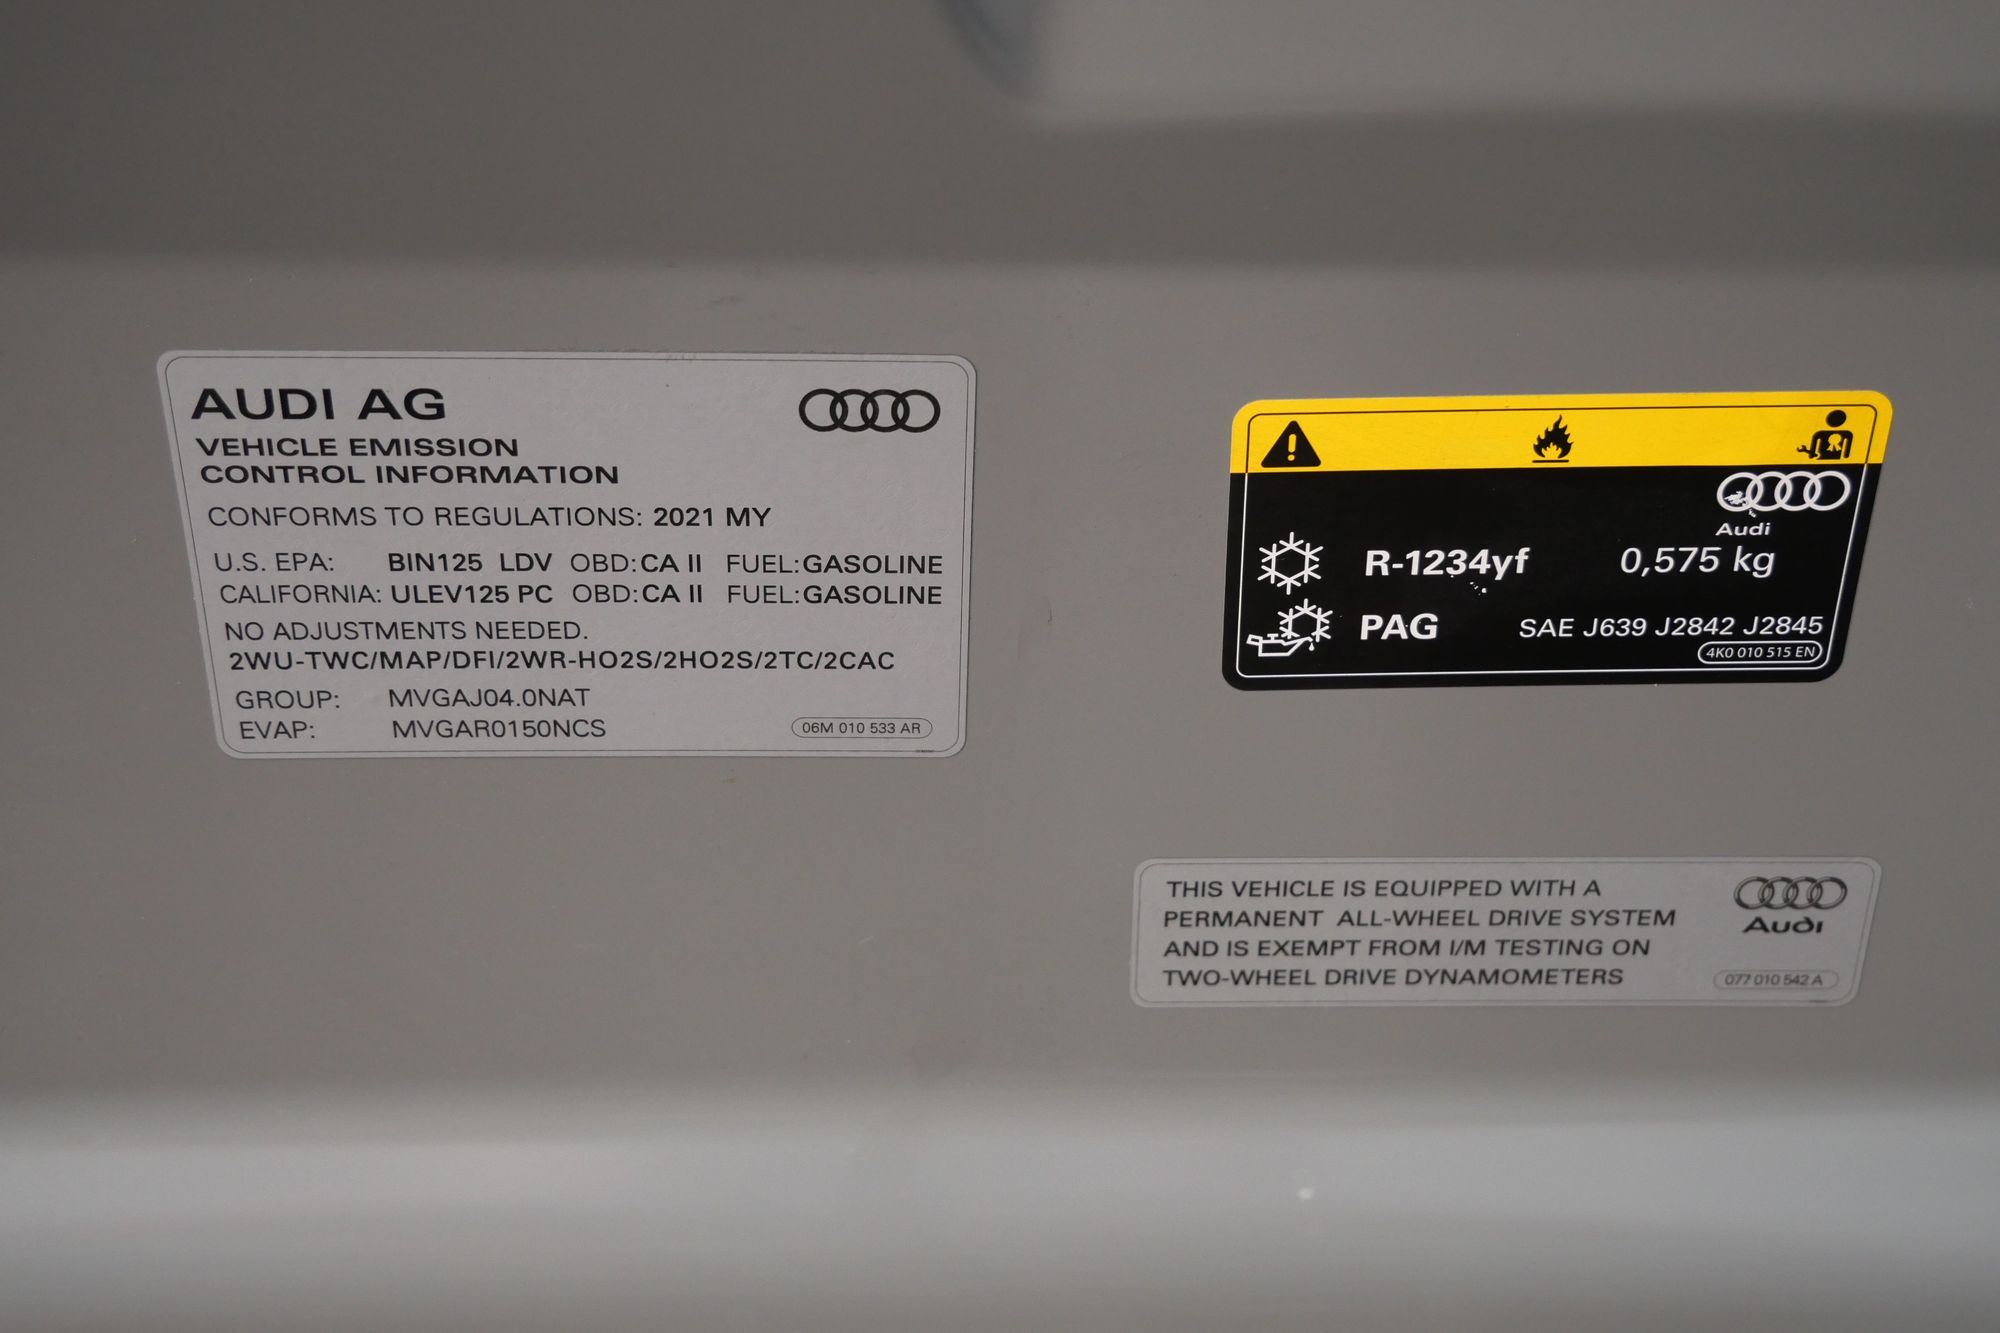 AUDI AG
VEHICLE EMISSION
CONTROL INFORMATION
CONFORMS TO REGULATIONS: 2021 MY
U.S. EPA: BIN125 LDV OBD:CA II FUEL:GASOLINE
CALIFORNIA: ULEV125 PC OBD:CA II FUEL:GASOLINE
NO ADJUSTMENTS NEEDED.
2WU-TWC/MAP/DFI/2WR-HO2S/2HO2S/2TC/2CAC
GROUP: MVGAJ04.0NAT
EVAP: MVGAR0150NCS
06M 010 533 AR
Audi
R-1234yf 0,575 kg
PAG SAE J639 J2842 J2845
4K0 010 515 EN
THIS VEHICLE IS EQUIPPED WITH A
PERMANENT ALL-WHEEL DRIVE SYSTEM
AND IS EXEMPT FROM I/M TESTING ON
TWO-WHEEL DRIVE DYNAMOMETERS
Audi
077 010 542 A